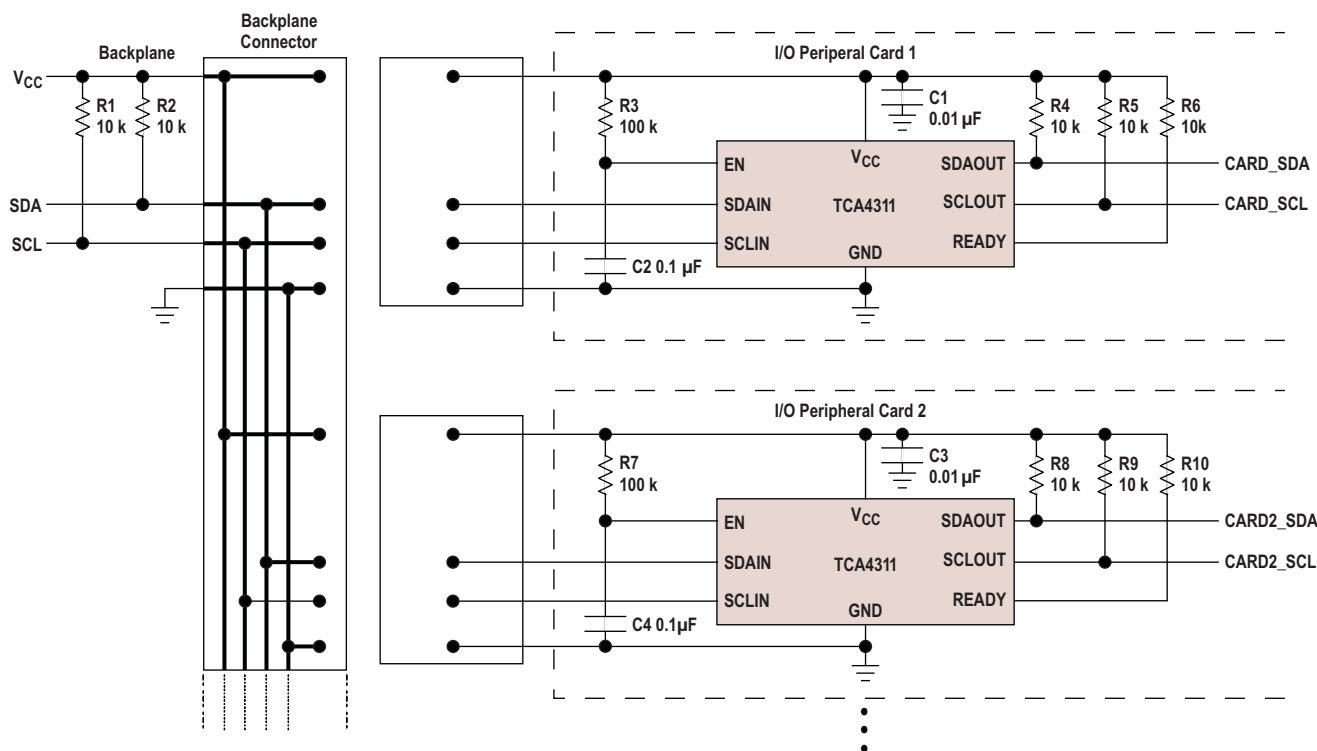 Backplane
Connector
Backplane
VCC
R1
10 k
R2
10 k
SDA
SCL
I/O Periperal Card 1
R3
100 k
C1
0.01 µF
R4
10 k
R5
10 k
R6
10k
EN
VCC
SDAOUT
CARD_SDA
SDAIN
TCA4311
SCLOUT
CARD_SCL
SCLIN
GND
READY
C2 0.1 µF
I/O Peripheral Card 2
R7
100 k
C3
0.01 µF
R8
10 k
R9
10 k
R10
10 k
EN
VCC
SDAOUT
CARD2_SDA
SDAIN
TCA4311
SCLOUT
CARD2_SCL
SCLIN
GND
READY
C4 0.1µF